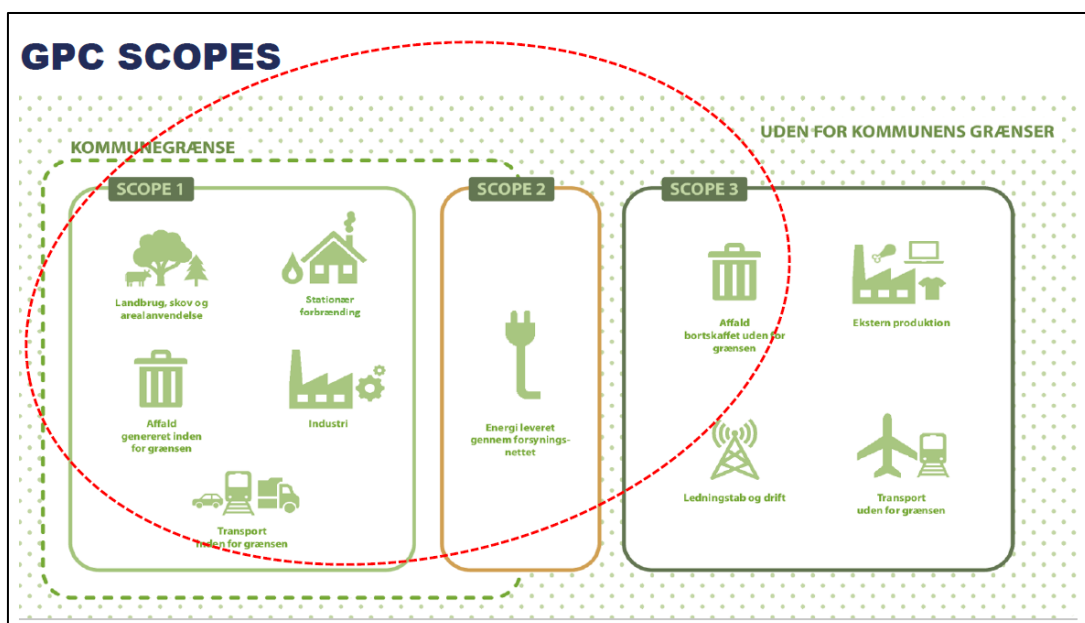 GPC SCOPES
UDEN FOR KOMMUNENS GRÆNSER
KOMMUNEGRÆNSE
SCOPE 1
SCOPE 2
SCOPE 3
Landbrug, skov og
arealanvendelse
Stationær
forbrænding
Affald
genereret inden
for grænsen
Industri
Transport
inden for grænsen
Energi leveret
gennem forsynings-
nettet
Affald
bortskaffet uden for
grænsen
Ekstern produktion
Ledningstab og drift
Transport
uden for grænsen